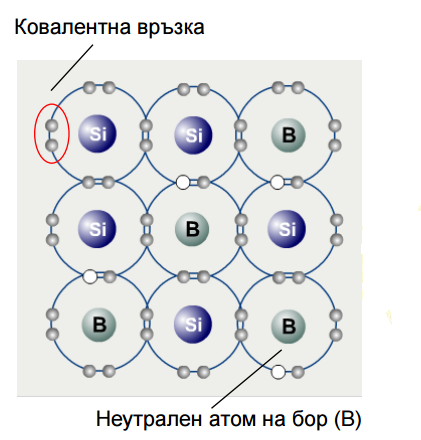 Ковалентна връзка
Si Si B
Si B Si
B Si B
Неутрален атом на бор (B)